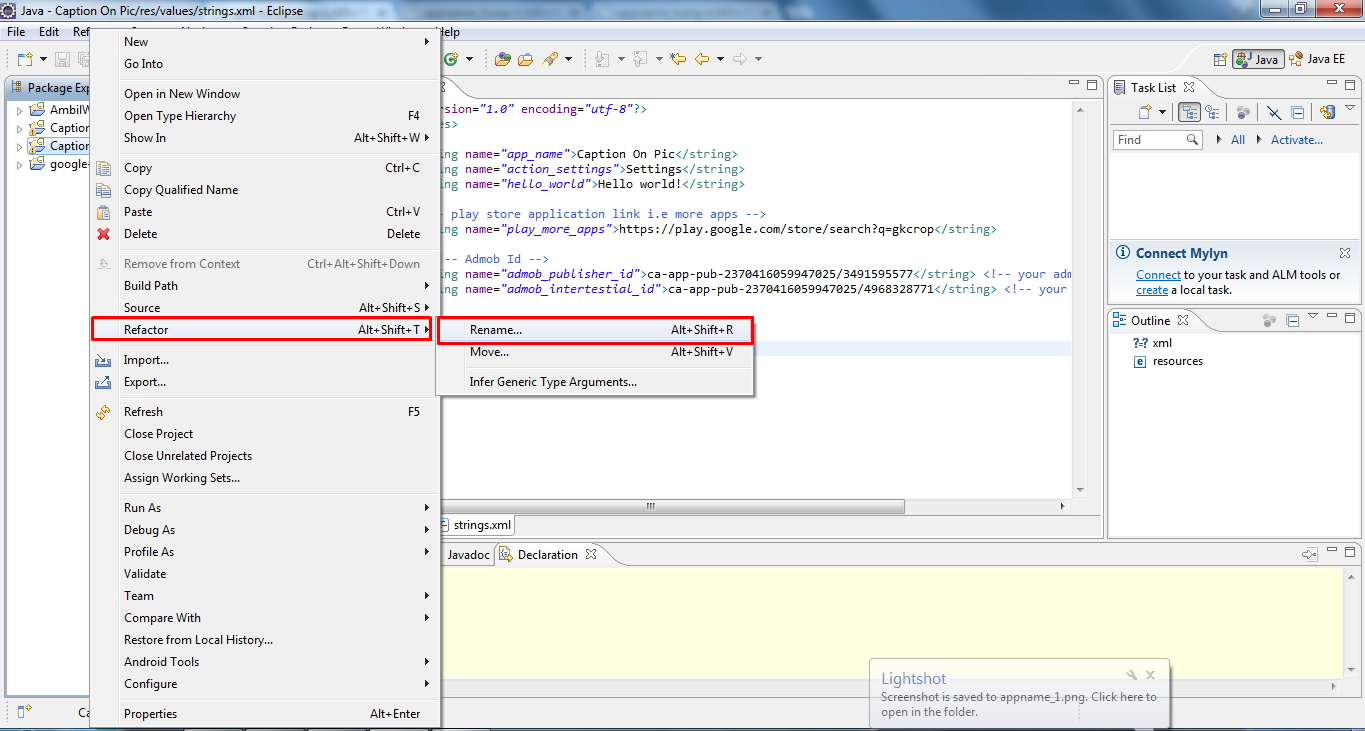 Java - Caption On Pic/res/values/strings.xml - Eclipse
File Edit Ref elp
Java Java EE
Package Exp
AmbilW
Caption
Caption
google-
New
Go Into
Open in New Window
Open Type Hierarchy F4
Show In Alt+Shift+W
Copy Ctrl+C
Copy Qualified Name
Paste Ctrl+V
Delete Delete
Remove from Context Ctrl+Alt+Shift+Down
Build Path
Source Alt+Shift+S
Refactor Alt+Shift+T
Import...
Export...
Refresh F5
Close Project
Close Unrelated Projects
Assign Working Sets...
Run As
Debug As
Profile As
Validate
Team
Compare With
Restore from Local History...
Android Tools
Configure
Properties Alt+Enter
Rename... Alt+Shift+R
Move... Alt+Shift+V
Infer Generic Type Arguments...
ersion="1.0" encoding="utf-8"?>
es>
ng name="app_name">Caption On Pic</string>
ng name="action_settings">Settings</string>
ng name="hello_world">Hello world!</string>
- play store application link i.e more apps -->
ng name="play_more_apps">https://play.google.com/store/search?q=gkcrop</string>
-- Admob Id -->
ng name="admob_publisher_id">ca-app-pub-2370416059947025/3491595577</string> <!-- your adm
ng name="admob_intertestial_id">ca-app-pub-2370416059947025/4968328771</string> <!-- your
strings.xml
Javadoc Declaration
Task List
Find All Activate...
Connect Mylyn
Connect to your task and ALM tools or
create a local task.
Outline
?=? xml
e resources
Lightshot
Screenshot is saved to appname_1.png. Click here to
open in the folder.
Ca